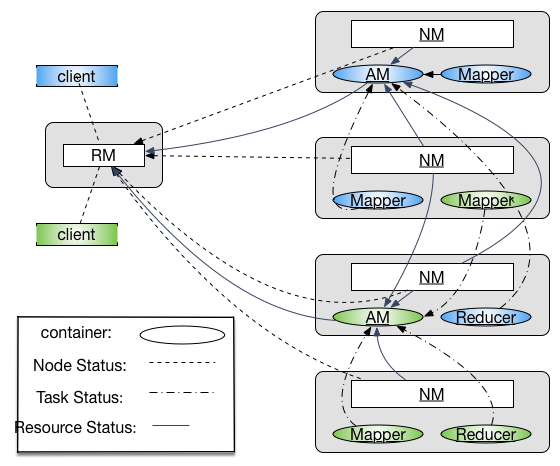 client
RM
client
NM
AM
Mapper
NM
Mapper
Mapper
NM
AM
Reducer
NM
Mapper
Reducer
container:
Node Status:
Task Status:
Resource Status: